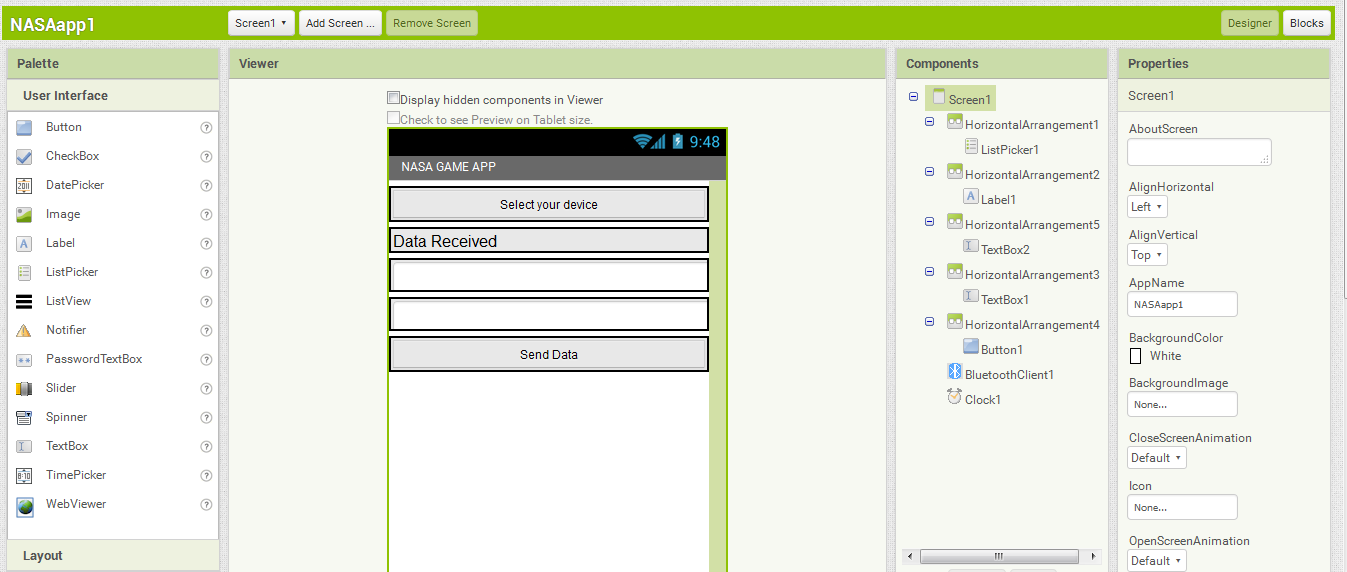 NASAapp1
Screen1
Add Screen ...
Remove Screen
Designer
Blocks
Palette
User Interface
Button
CheckBox
DatePicker
Image
Label
ListPicker
ListView
Notifier
PasswordTextBox
Slider
Spinner
TextBox
TimePicker
WebViewer
Layout
Viewer
Display hidden components in Viewer
Check to see Preview on Tablet size.
9:48
NASA GAME APP
Select your device
Data Received
Send Data
Components
Screen1
HorizontalArrangement1
ListPicker1
HorizontalArrangement2
Label1
HorizontalArrangement5
TextBox2
HorizontalArrangement3
TextBox1
HorizontalArrangement4
Button1
BluetoothClient1
Clock1
Properties
Screen1
AboutScreen
AlignHorizontal
Left
AlignVertical
Top
AppName
NASAapp1
BackgroundColor
White
BackgroundImage
None...
CloseScreenAnimation
Default
Icon
None...
OpenScreenAnimation
Default